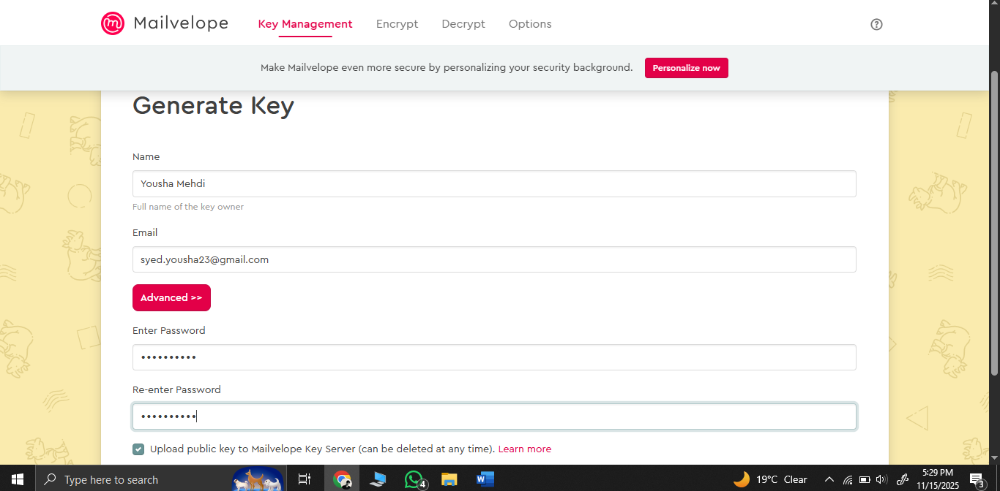 Mailvelope
Key Management Encrypt Decrypt Options
Make Mailvelope even more secure by personalizing your security background. Personalize now
Generate Key
Name
Yousha Mehdi
Full name of the key owner
Email
syed.yousha23@gmail.com
Advanced >>
Enter Password
••••••••••
Re-enter Password
••••••••••
Upload public key to Mailvelope Key Server (can be deleted at any time). Learn more
Type here to search
4
W
19°C Clear
5:29 PM
11/15/2025
3